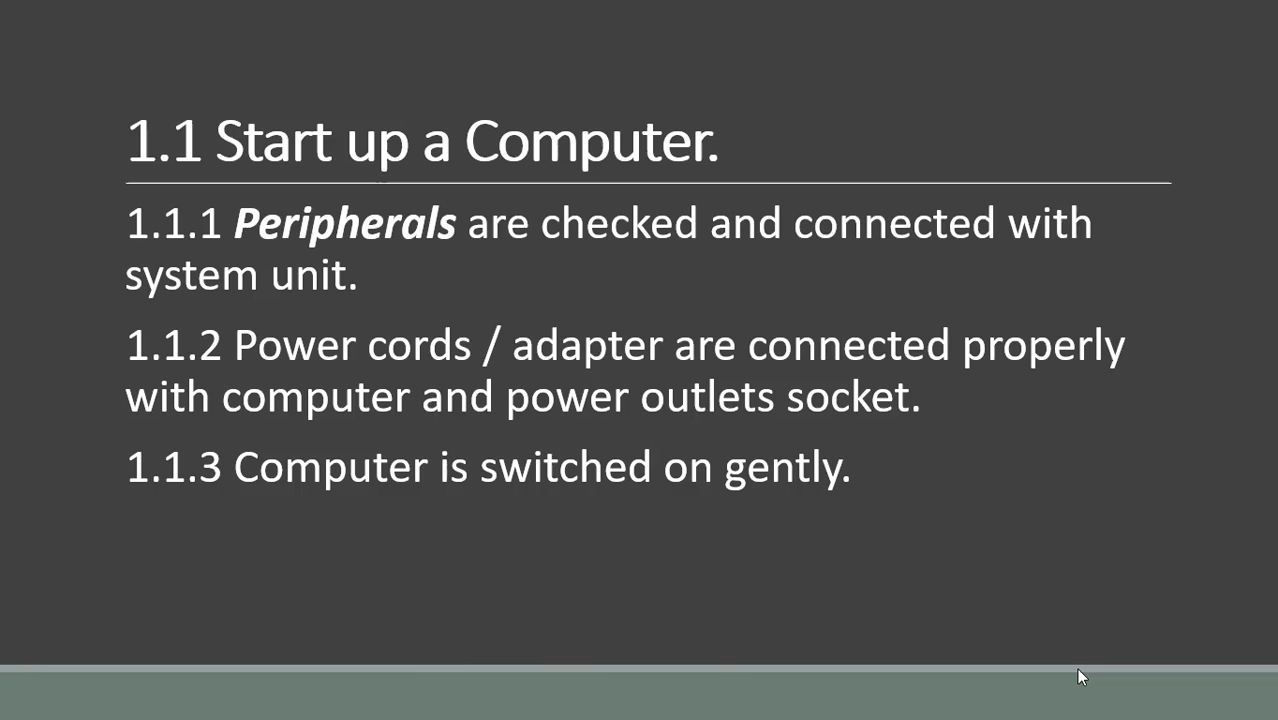 1.1 Start up a Computer.
1.1.1 Peripherals are checked and connected with
system unit.
1.1.2 Power cords / adapter are connected properly
with computer and power outlets socket.
1.1.3 Computer is switched on gently.